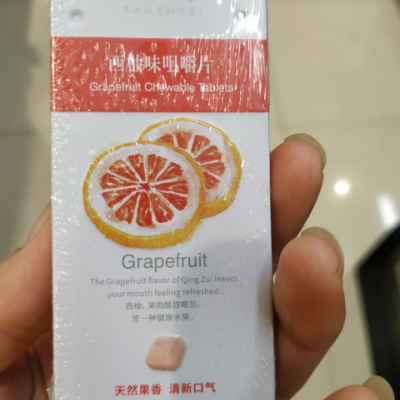 西柚味咀嚼片
Grapefruit Chewable Tablets
Grapefruit
The Grapefruit flavor of Qing Zui leaves
your mouth feeling refreshed.
西柚，果肉酸甜略苦，
是一种健康水果。
天然果香 清新口气